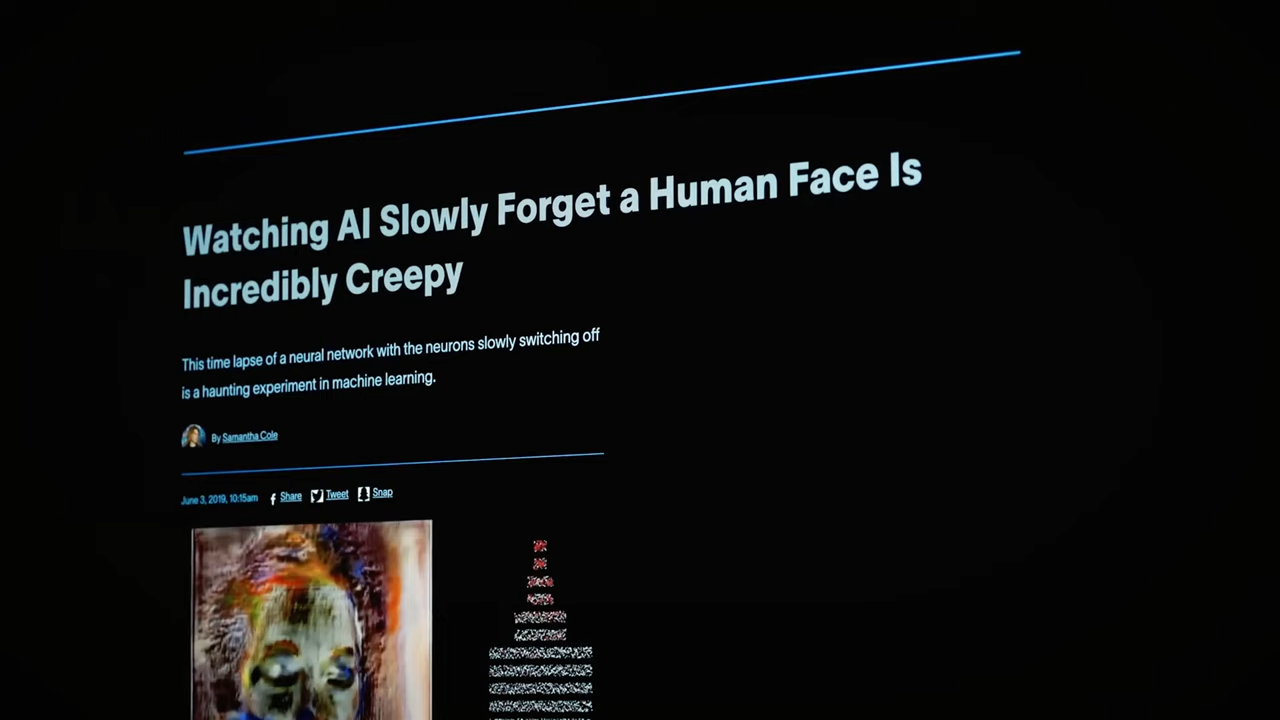 Watching AI Slowly Forget a Human Face Is
Incredibly Creepy
This time lapse of a neural network with the neurons slowly switching off
is a haunting experiment in machine learning.
By Samantha Cole
June 3, 2019, 10:15am Share Tweet Snap